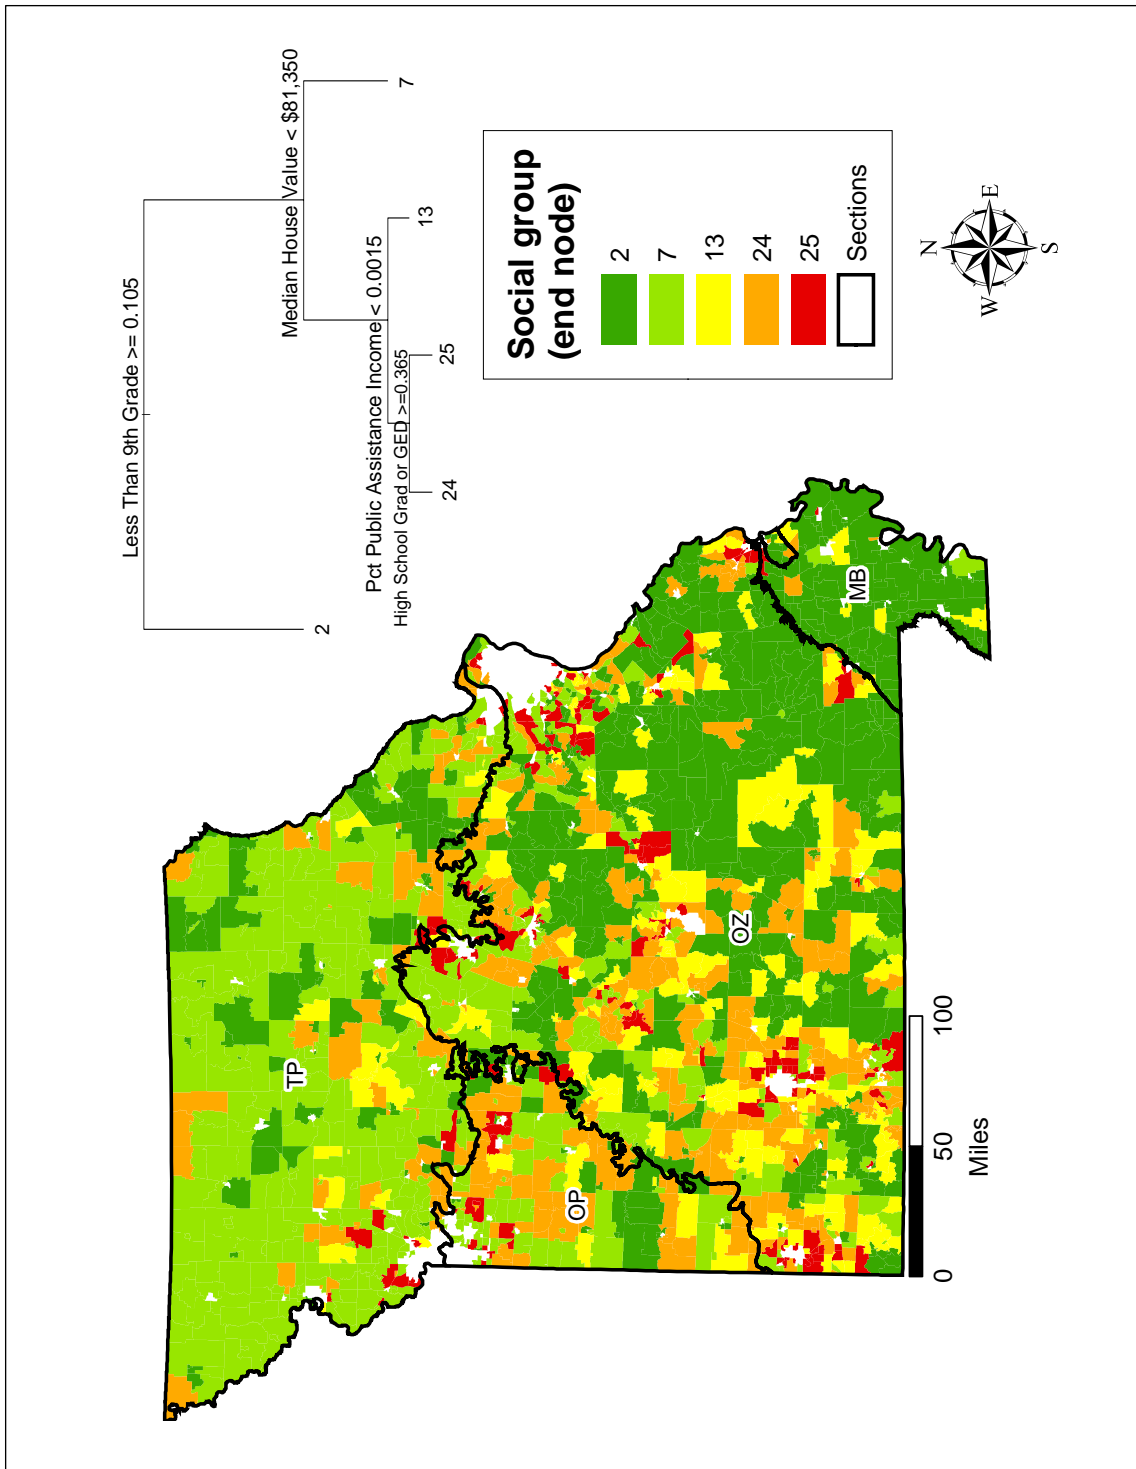 Less Than 9th Grade >= 0.105
Median House Value < $81,350
2
7
Pct Public Assistance Income < 0.0015
13
High School Grad or GED >=0.365
24
25
Social group
(end node)
2
7
13
24
25
Sections
N
W
E
S
TP
OP
OZ
MB
0
50
100
Miles